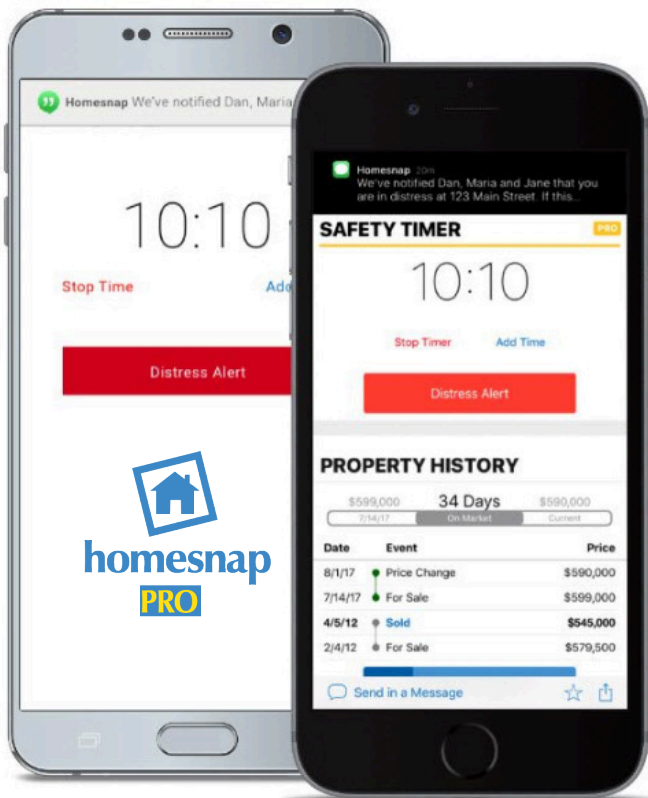 Homesnap We've notified Dan, Maria
10:10
Stop Time
Distress Alert
homesnap
PRO
Homesnap 20m
We've notified Dan, Maria and Jane that you
are in distress at 123 Main Street. If this...
SAFETY TIMER PRO
10:10
Stop Timer Add Time
Distress Alert
PROPERTY HISTORY
$599,000 34 Days $590,000
7/14/17 On Market Current
Date Event Price
8/1/17 Price Change $590,000
7/14/17 For Sale $599,000
4/5/12 Sold $545,000
2/4/12 For Sale $579,500
Send in a Message